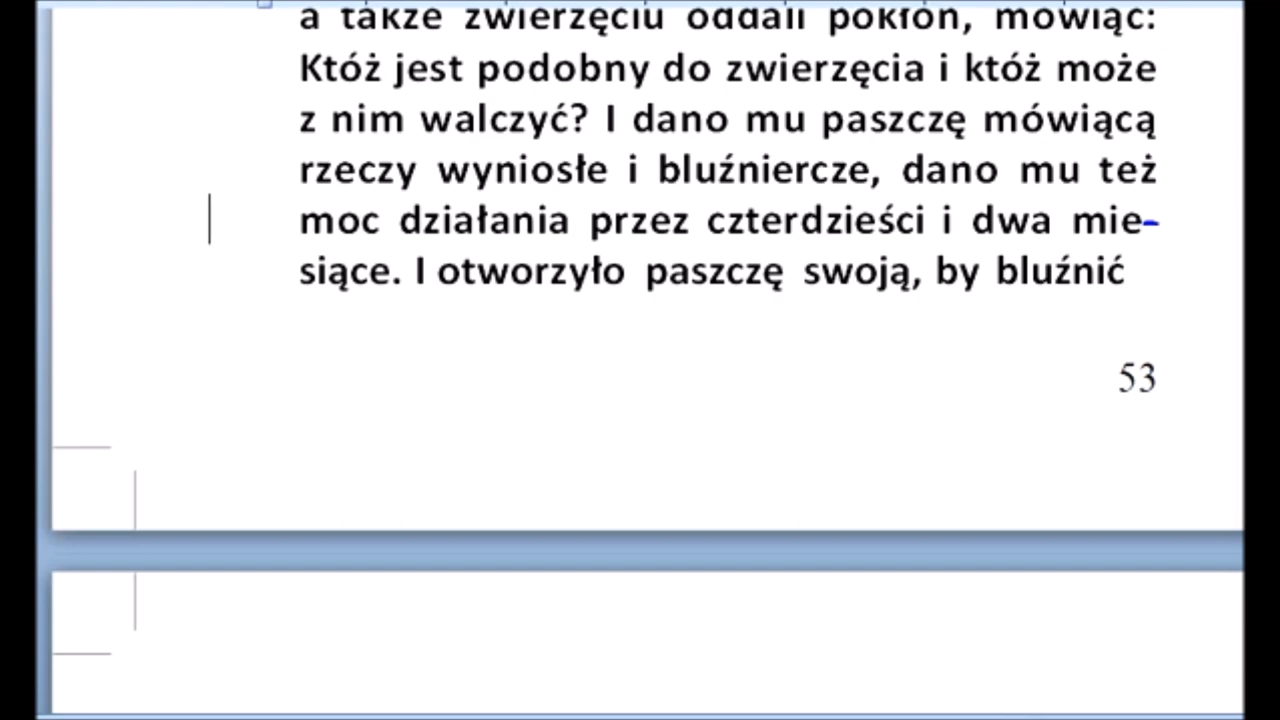 a także zwierzęciu oddali pokłon, mówiąc:
Któż jest podobny do zwierzęcia i któż może
z nim walczyć? I dano mu paszczę mówiącą
rzeczy wyniosłe i bluźniercze, dano mu też
moc działania przez czterdzieści i dwa mie-
siące. I otworzyło paszczę swoją, by bluźnić
53